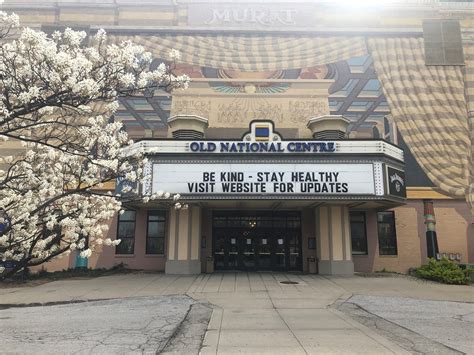 MURAT
OLD NATIONAL CENTRE
BE KIND - STAY HEALTHY
VISIT WEBSITE FOR UPDATES